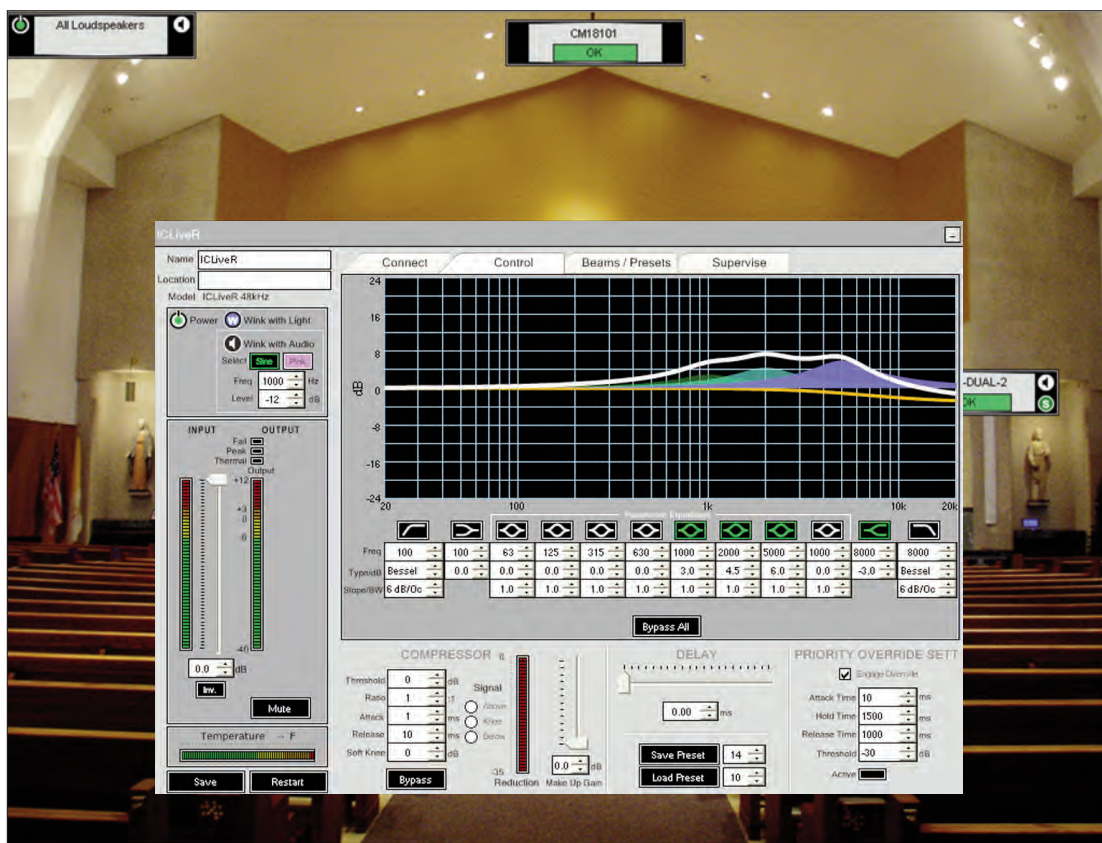 All Loudspeakers
CM18101
OK
ICLiveR
Name ICLiveR
Location
Model ICLiveR 48kHz
Power W Wink with Light
Wink with Audio
Select Sine Pink
Freq 1000 Hz
Level -12 dB
INPUT OUTPUT
Fail
Peak
Thermal
Output
+12
+3
-0
-6
-40
0.0 dB
Inv.
Mute
Temperature - F
Save Restart
Connect Control Beams / Presets Supervise
24
16
8
dB 0
-8
-16
-24
20 100 1k 10k 20k
-DUAL-2
OK
S
Parametric Equalizers
Freq 100 100 63 125 315 630 1000 2000 5000 1000 8000 8000
Type/dB Bessel 0.0 0.0 0.0 0.0 0.0 3.0 4.5 6.0 0.0 -3.0 Bessel
Slope/BW 6 dB/Oc 1.0 1.0 1.0 1.0 1.0 1.0 1.0 1.0 6 dB/Oc
Bypass All
COMPRESSOR
Threshold 0 dB
Ratio 1 :1
Attack 1 ms
Release 10 ms
Soft Knee 0 dB
Bypass
Signal
Above
Knee
Below
-35
Reduction
0.0 dB
Make Up Gain
DELAY
0.00 ms
Save Preset 14
Load Preset 10
PRIORITY OVERRIDE SETT
Engage Override
Attack Time 10 ms
Hold Time 1500 ms
Release Time 1000 ms
Threshold -30 dB
Active